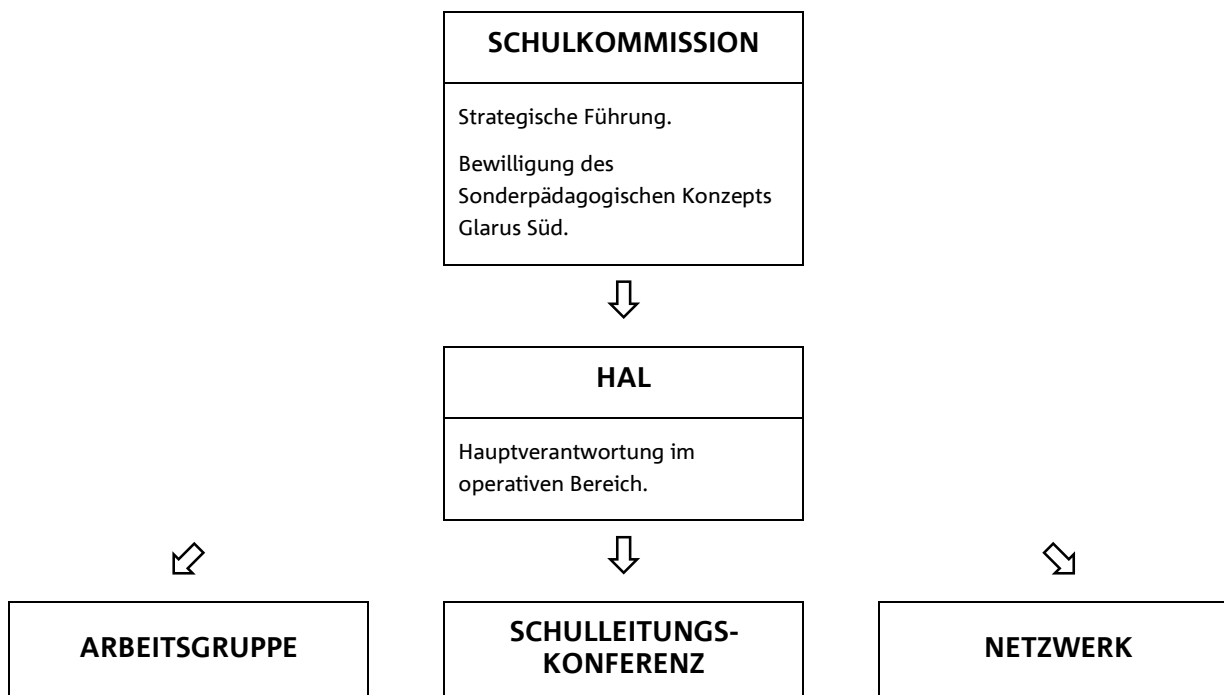 SCHULKOMMISSION
Strategische Führung.
Bewilligung des
Sonderpädagogischen Konzepts
Glarus Süd.
HAL
Hauptverantwortung im
operativen Bereich.
ARBEITSGRUPPE
SCHULLEITUNGS-
KONFERENZ
NETZWERK